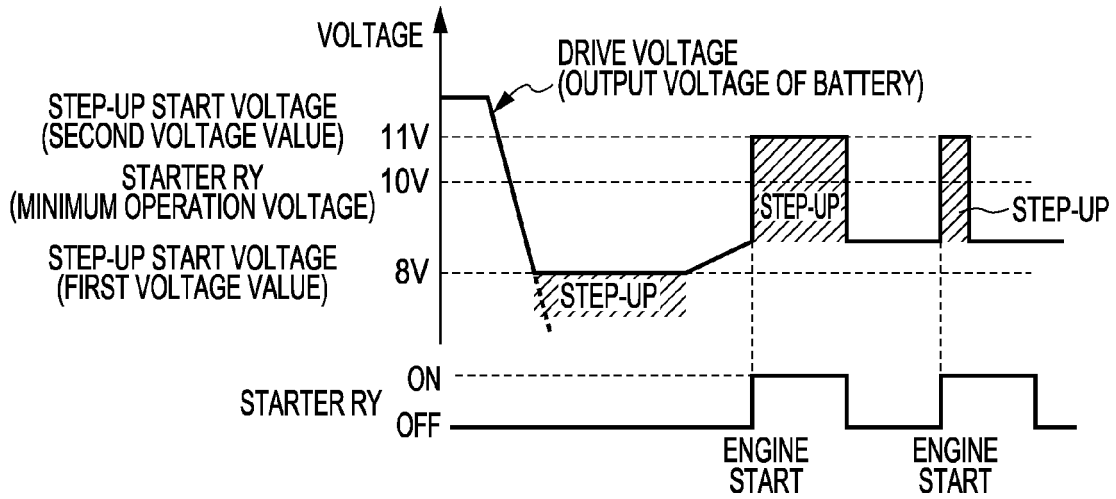 VOLTAGE
DRIVE VOLTAGE
(OUTPUT VOLTAGE OF BATTERY)
STEP-UP START VOLTAGE
(SECOND VOLTAGE VALUE)
11V
STARTER RY
(MINIMUM OPERATION VOLTAGE)
10V
STEP-UP
STEP-UP
STEP-UP START VOLTAGE
(FIRST VOLTAGE VALUE)
8V
STEP-UP
STARTER RY
ON
OFF
ENGINE
START
ENGINE
START